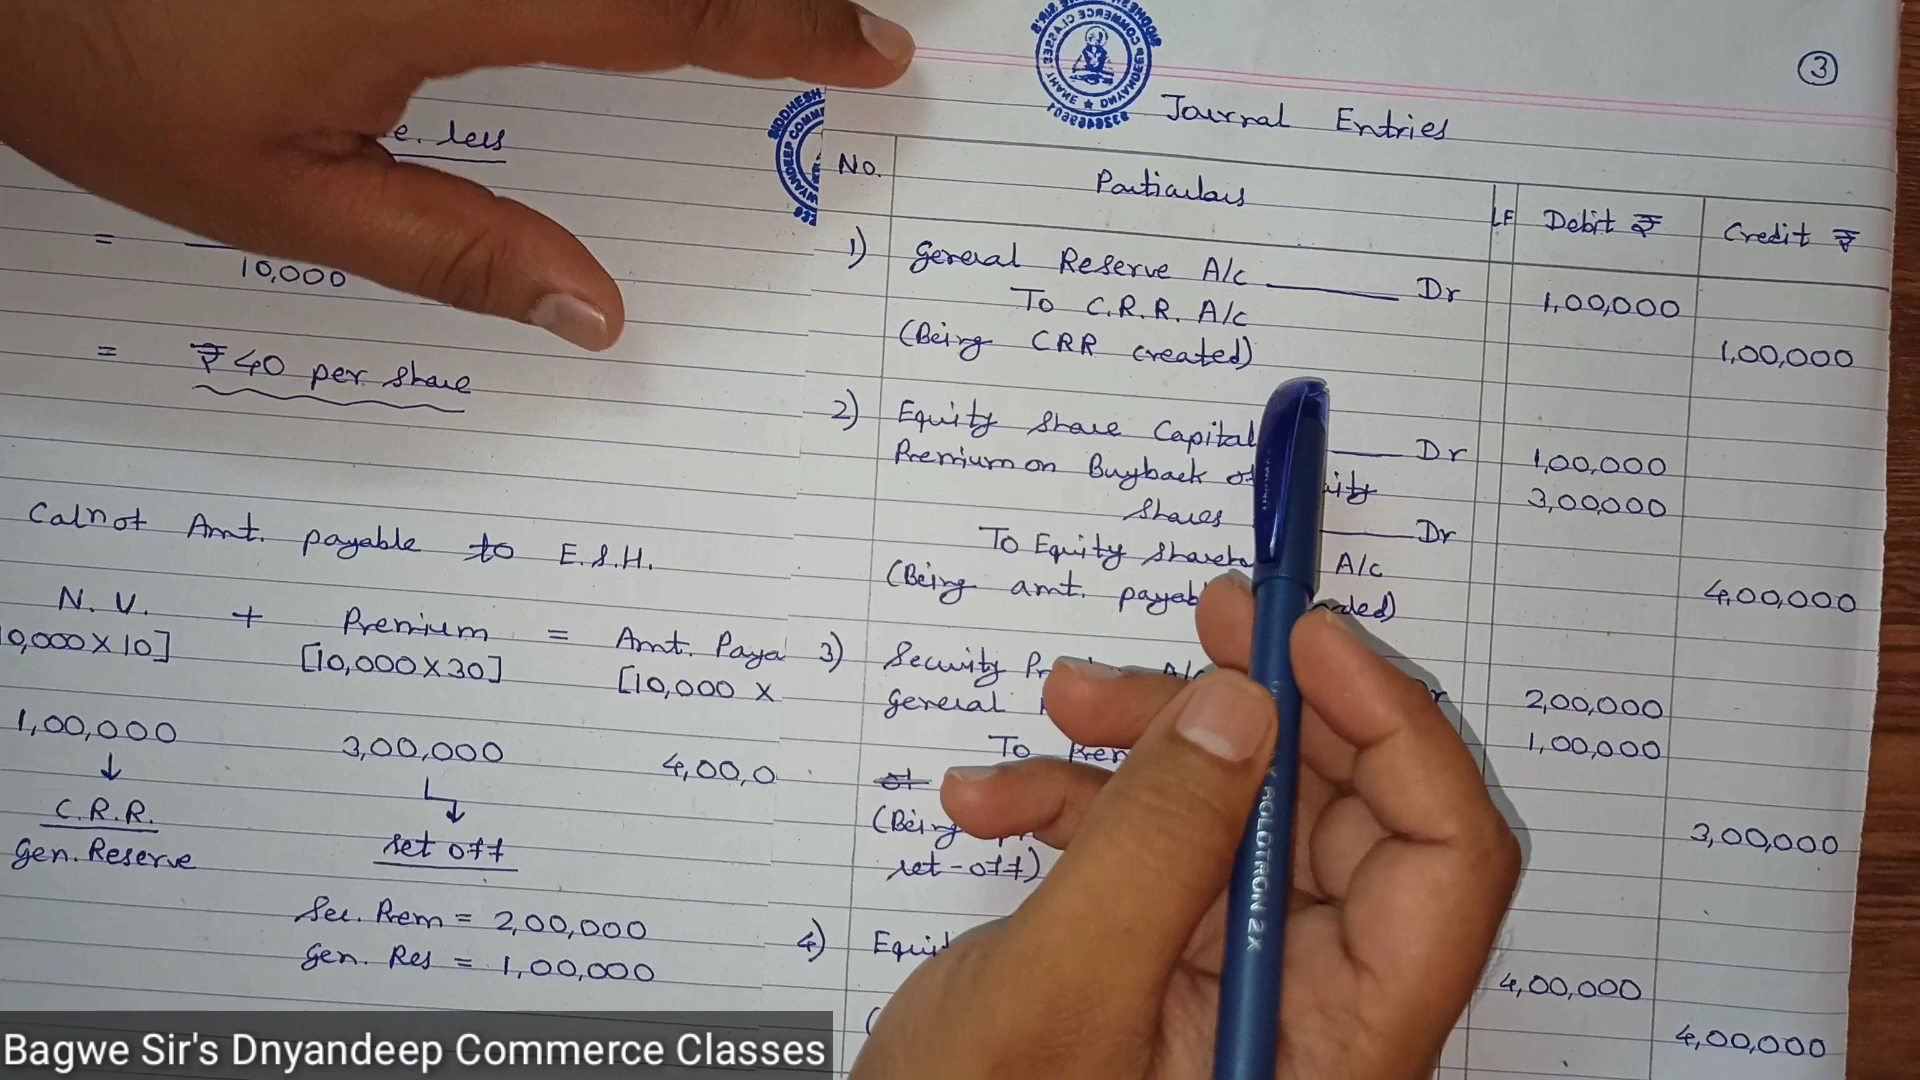 e. less
=
10,000
= ₹40 per share
Calnof Amt. payable to E.S.H.
N.V. + Premium = Amt. Paya
0,000 X 10] [10,000 X 30] [10,000 X
1,00,000 3,00,000 4,00,0
C.R.R.
Gen. Reserve
set off
Sec. Prem = 2,00,000
Gen. Res = 1,00,000
3
Journal Entries
No. Particulars LF Debit ₹ Credit ₹
1) General Reserve A/c Dr 1,00,000
To C.R.R. A/c 1,00,000
(Being CRR created)
2) Equity Share Capital Dr 1,00,000
Premium on Buyback of 3,00,000
Shares Dr
To Equity A/c 4,00,000
(Being amt.
3) Security A/c 2,00,000
General 1,00,000
To 3,00,000
(Being
set-off)
4) 4,00,000
4,00,000
Bagwe Sir's Dnyandeep Commerce Classes